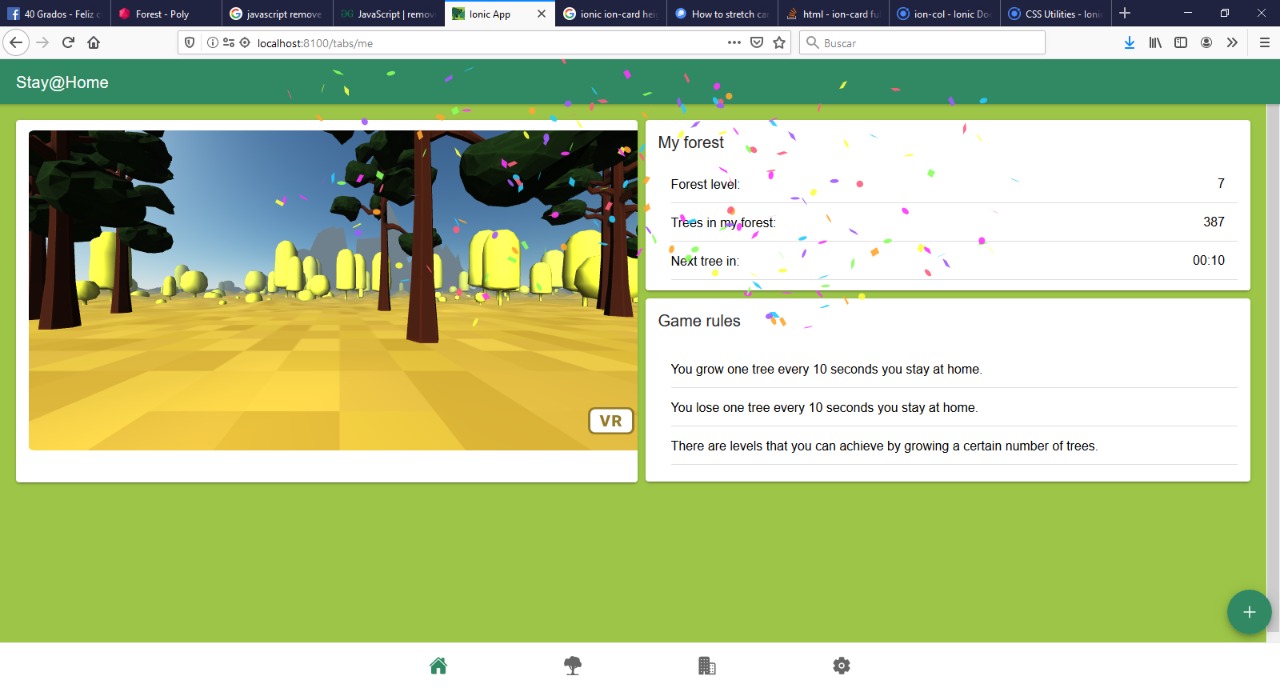 40 Grados - Feliz c
Forest - Poly
javascript remove
JavaScript | remov
Ionic App
ionic ion-card hei
How to stretch ca
html - ion-card fu
ion-col - Ionic Do
CSS Utilities - Ioni
localhost:8100/tabs/me
Buscar
Stay@Home
VR
My forest
Forest level: 7
Trees in my forest: 387
Next tree in: 00:10
Game rules
You grow one tree every 10 seconds you stay at home.
You lose one tree every 10 seconds you stay at home.
There are levels that you can achieve by growing a certain number of trees.